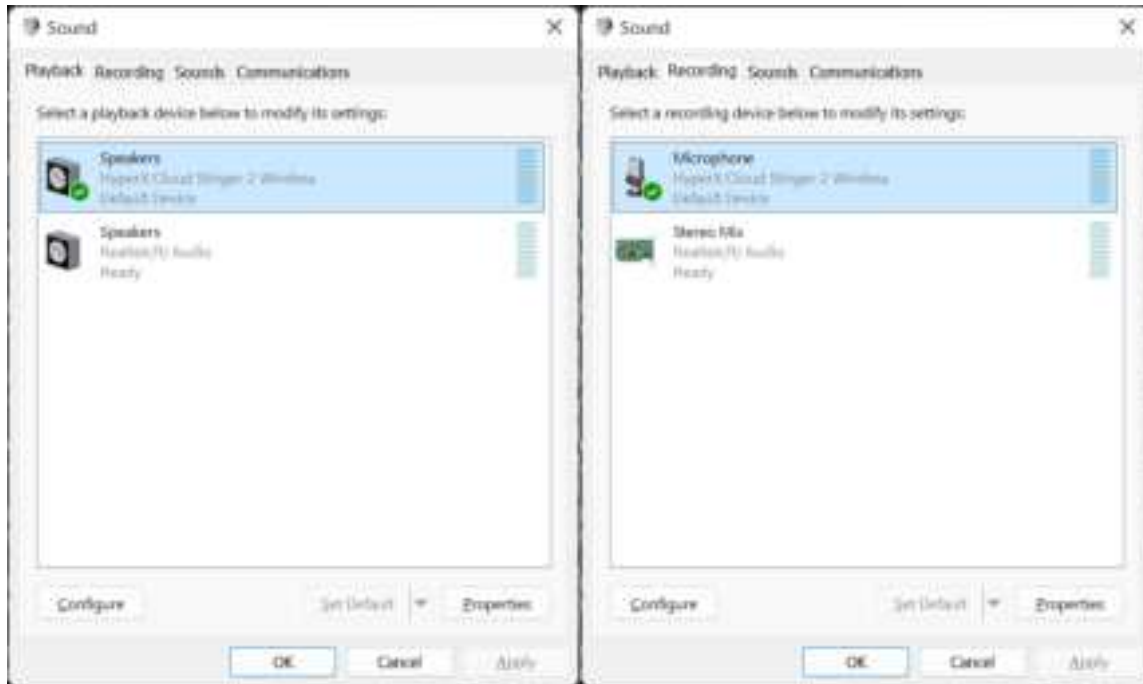 Sound
Playback Recording Sounds Communications
Select a playback device below to modify its settings:
Speakers
HyperX Cloud Stinger 2 Wireless
Default Device
Speakers
Realtek(R) Audio
Ready
Configure Set Default Properties
OK Cancel Apply
Sound
Playback Recording Sounds Communications
Select a recording device below to modify its settings:
Microphone
HyperX Cloud Stinger 2 Wireless
Default Device
Stereo Mix
Realtek(R) Audio
Ready
Configure Set Default Properties
OK Cancel Apply